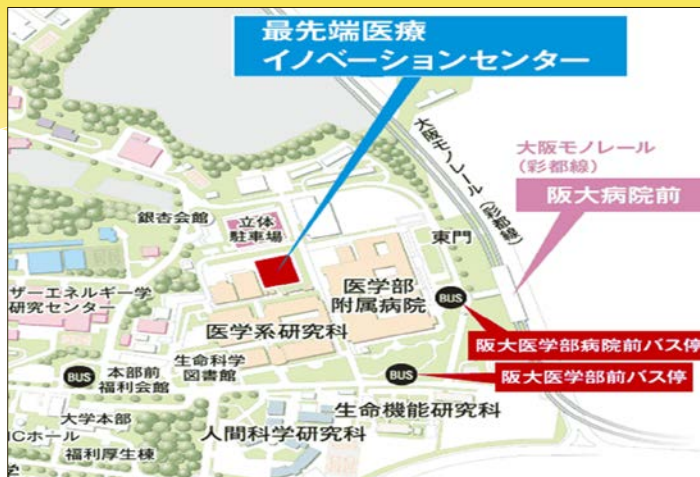 最先端医療
イノベーションセンター
大阪モノレール（彩都線）
大阪モノレール
（彩都線）
阪大病院前
銀杏会館
立体
駐車場
東門
医学部
附属病院
ザーエネルギー学
研究センター
医学系研究科
BUS
阪大医学部病院前バス停
生命科学
図書館
BUS
本部前
福利会館
BUS
阪大医学部前バス停
大学本部
生命機能研究科
ICホール
人間科学研究科
福利厚生棟
学